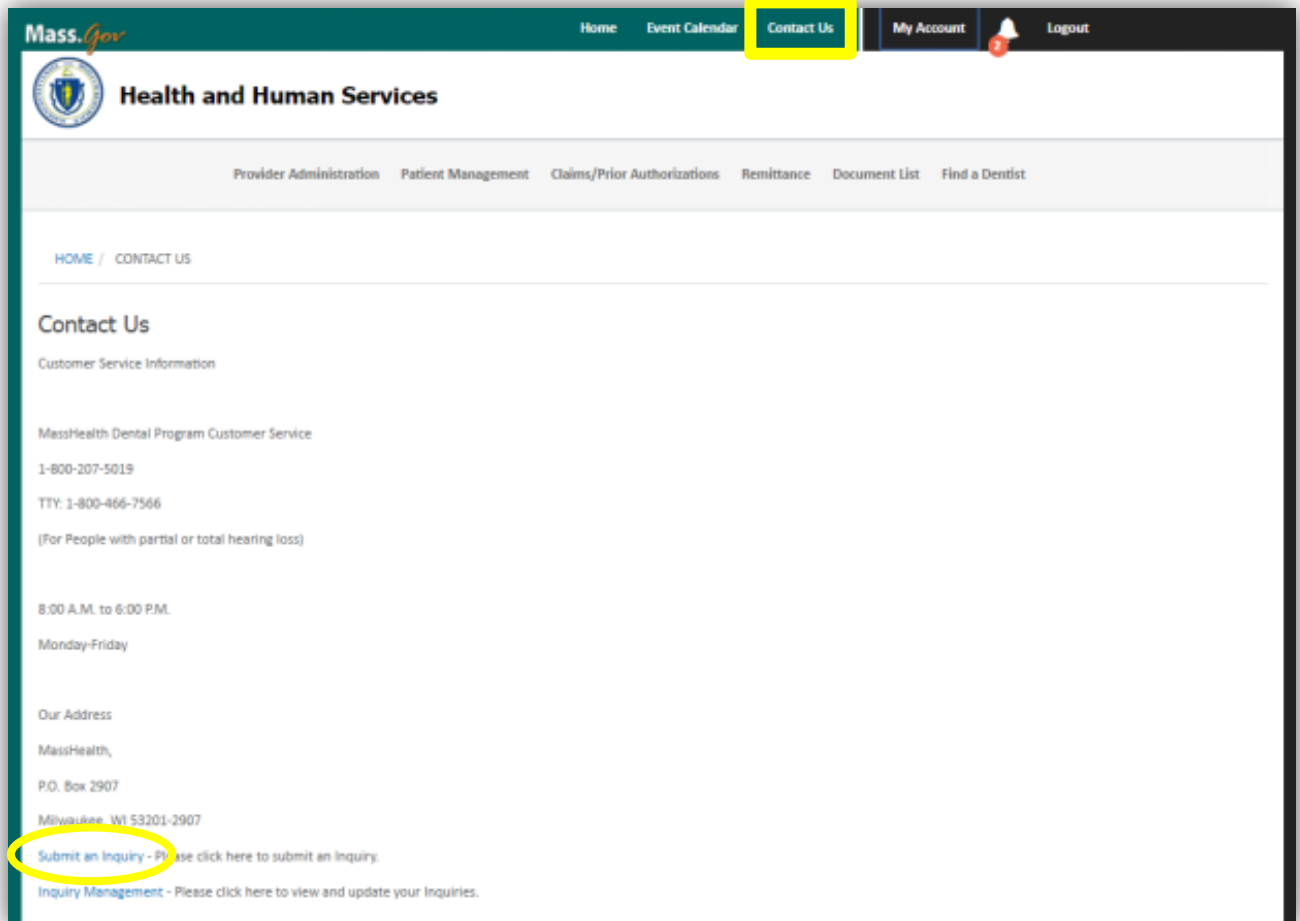 Mass.Gov Home Event Calendar Contact Us My Account 2 Logout
Health and Human Services
Provider Administration Patient Management Claims/Prior Authorizations Remittance Document List Find a Dentist
HOME / CONTACT US
Contact Us
Customer Service Information
MassHealth Dental Program Customer Service
1-800-207-5019
TTY: 1-800-466-7566
(For People with partial or total hearing loss)
8:00 A.M. to 6:00 P.M.
Monday-Friday
Our Address
MassHealth,
P.O. Box 2907
Milwaukee, WI 53201-2907
Submit an Inquiry - Please click here to submit an Inquiry.
Inquiry Management - Please click here to view and update your Inquiries.